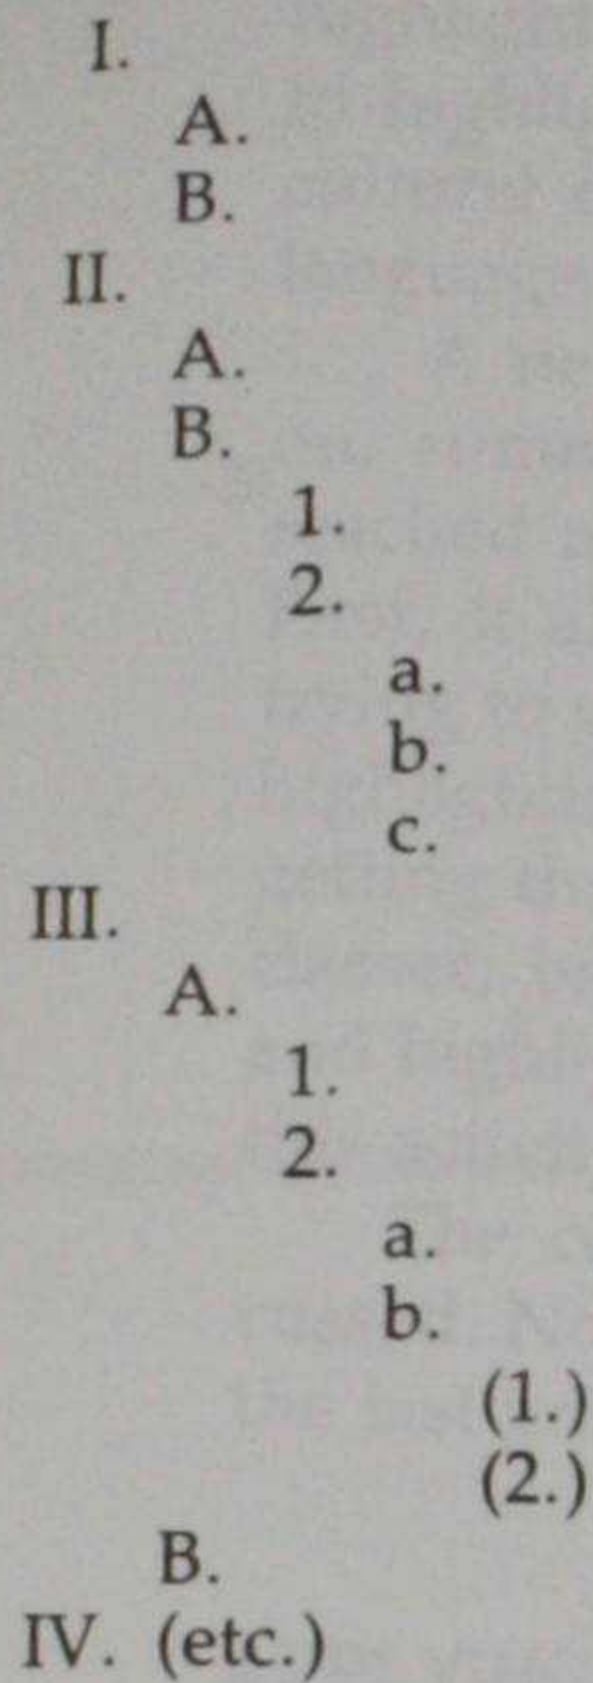 I.
A.
B.
II.
A.
B.
1.
2.
a.
b.
c.
III.
A.
1.
2.
a.
b.
(1.)
(2.)
B.
IV. (etc.)